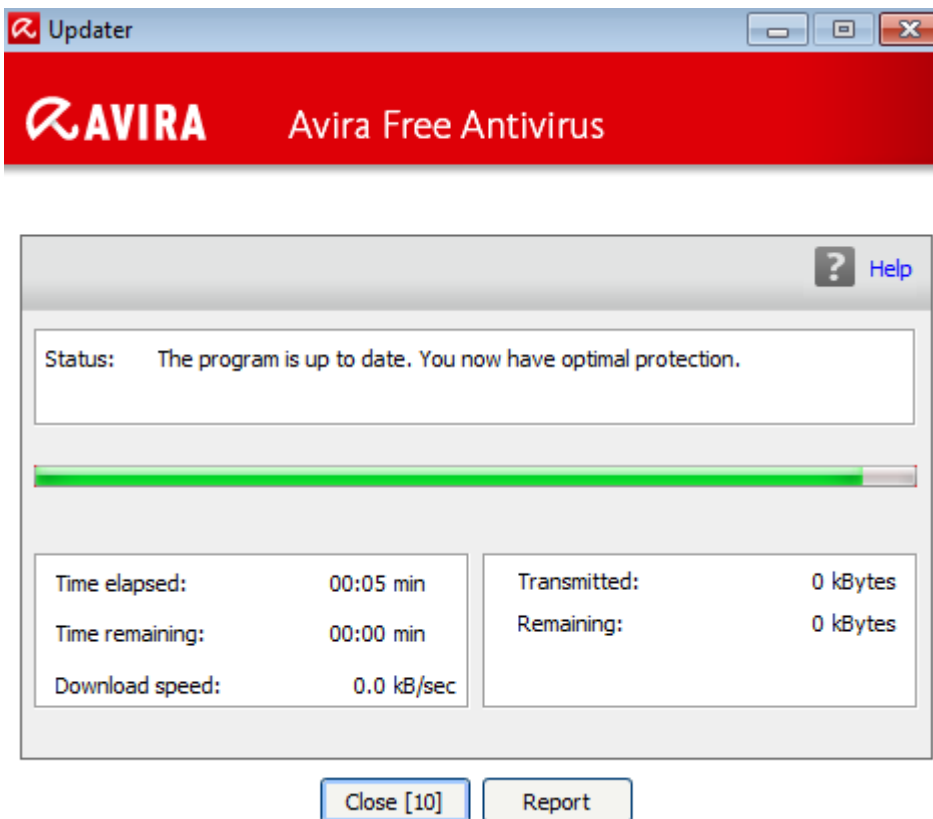 Updater
AVIRA Avira Free Antivirus
? Help
Status: The program is up to date. You now have optimal protection.
Time elapsed: 00:05 min
Time remaining: 00:00 min
Download speed: 0.0 kB/sec
Transmitted: 0 kBytes
Remaining: 0 kBytes
Close [10] Report